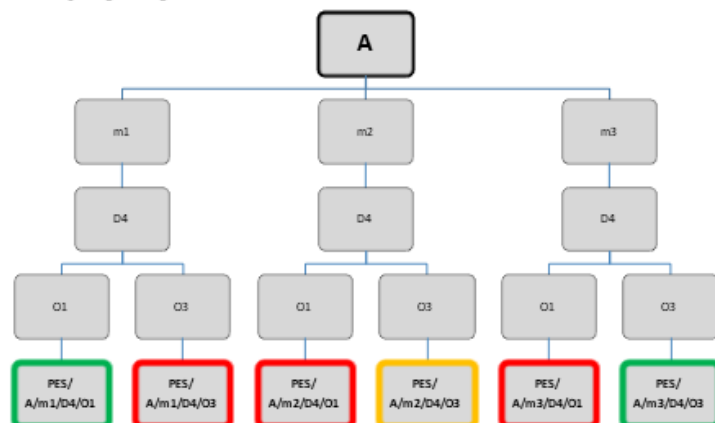 A
m1
m2
m3
D4
D4
D4
O1
O3
O1
O3
O1
O3
PES/
A/m1/D4/O1
PES/
A/m1/D4/O3
PES/
A/m2/D4/O1
PES/
A/m2/D4/O3
PES/
A/m3/D4/O1
PES/
A/m3/D4/O3